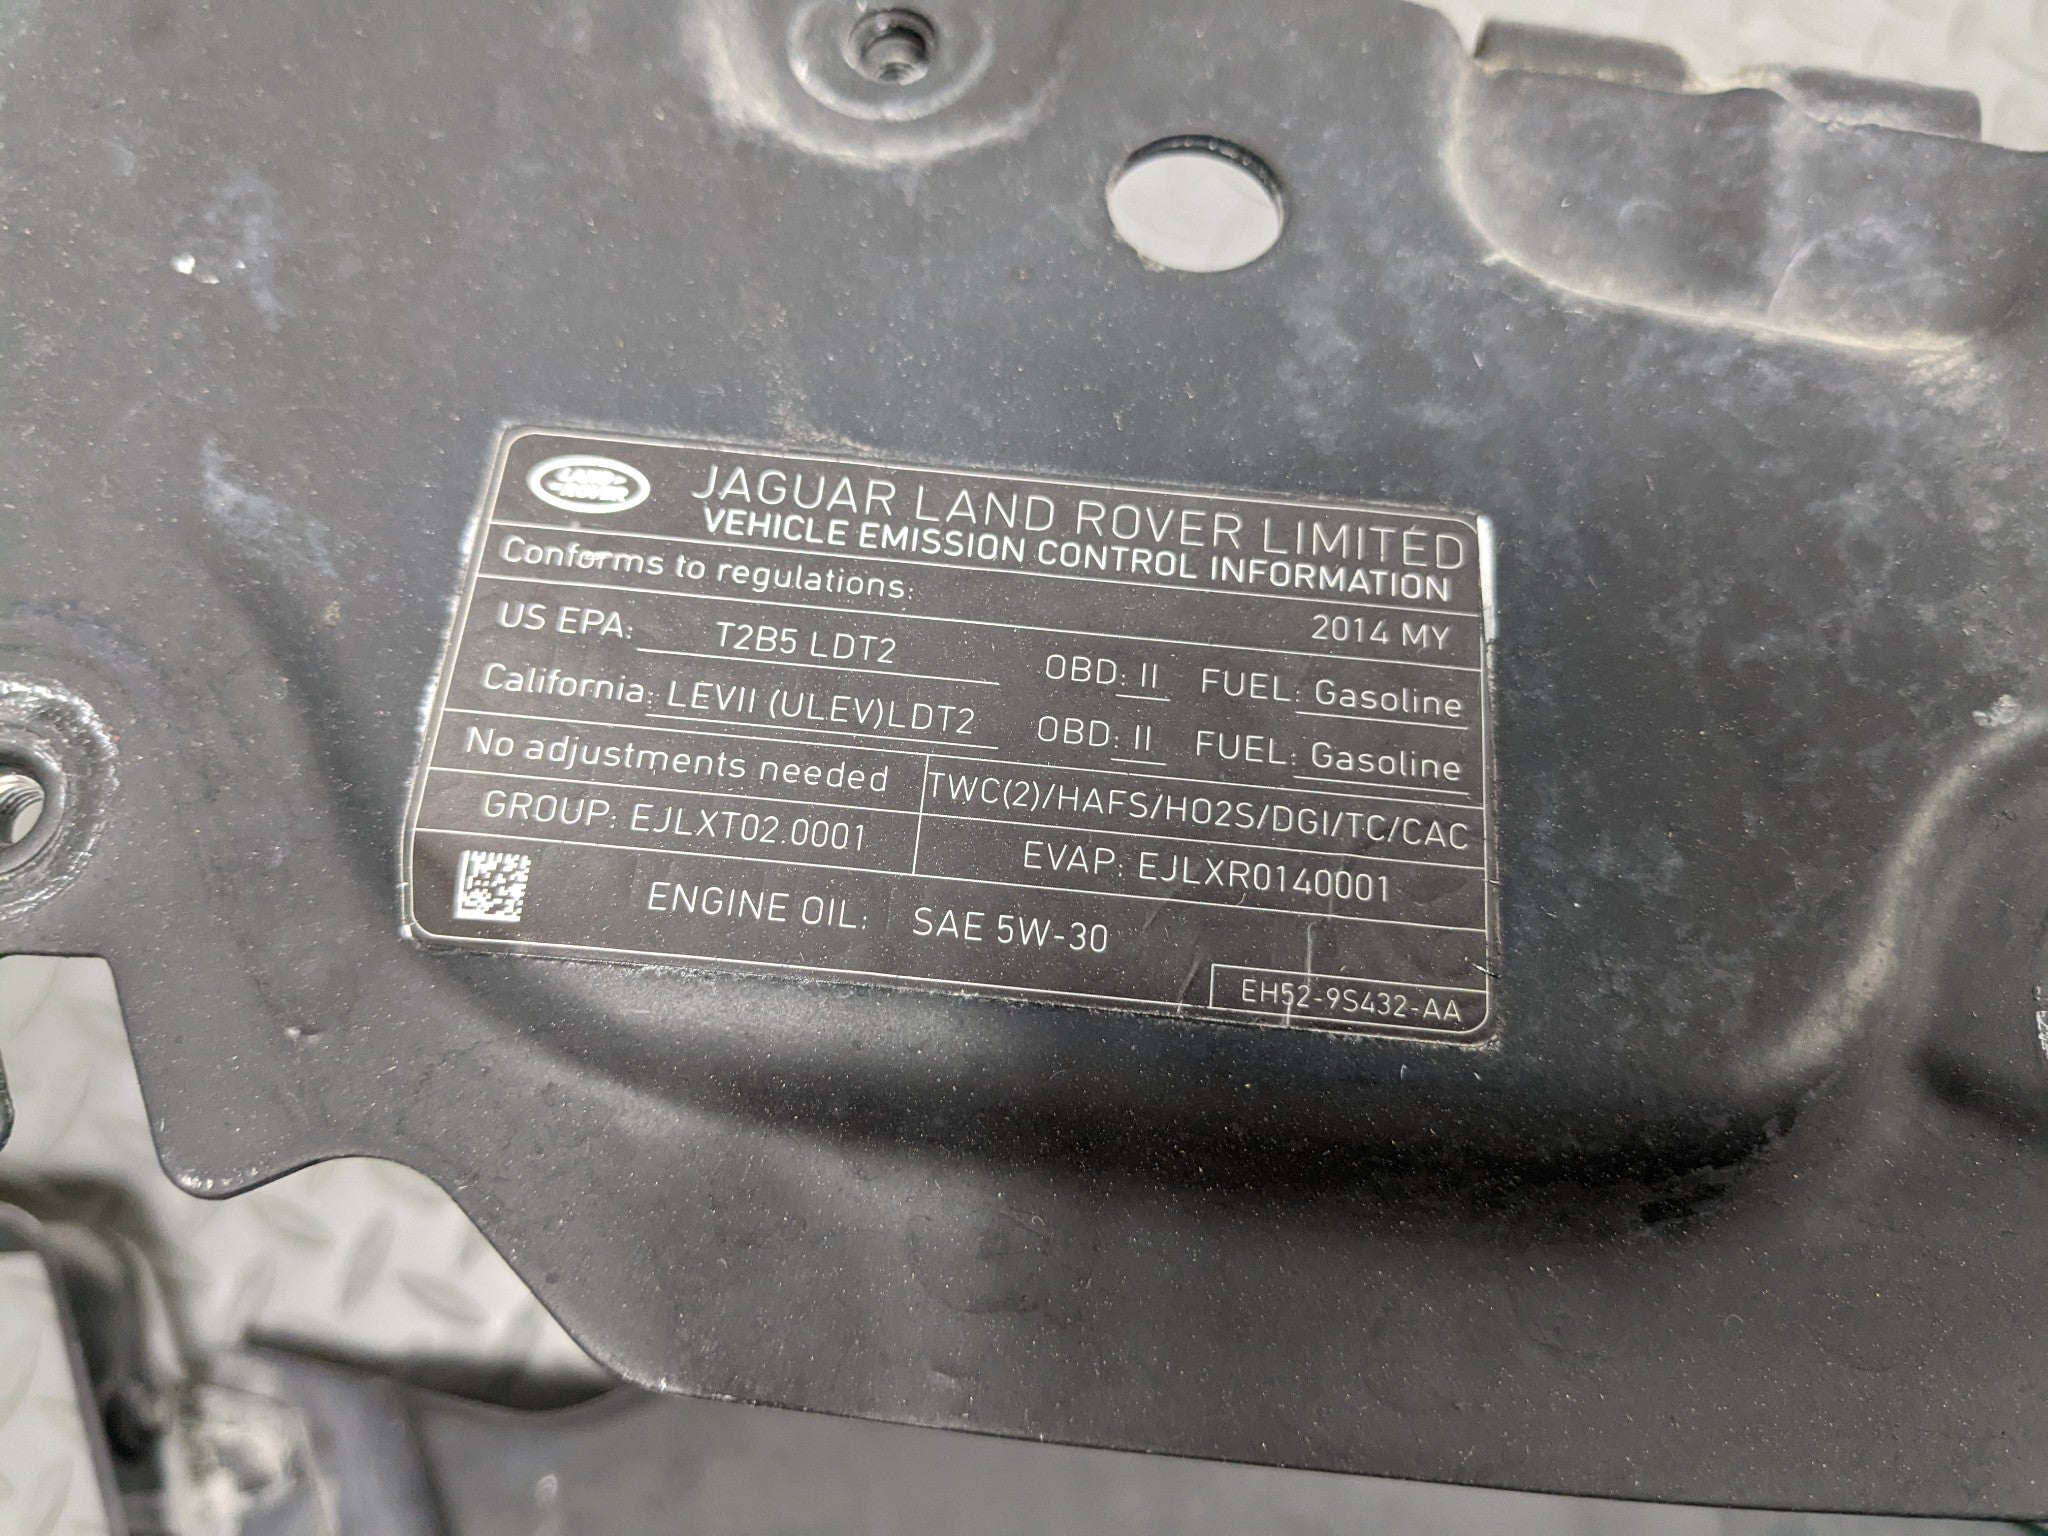 LAND ROVER
JAGUAR LAND ROVER LIMITED
VEHICLE EMISSION CONTROL INFORMATION
Conforms to regulations: 2014 MY
US EPA: T2B5 LDT2 OBD: II FUEL: Gasoline
California: LEVII (ULEV)LDT2 OBD: II FUEL: Gasoline
No adjustments needed TWC(2)/HAFS/HO2S/DGI/TC/CAC
GROUP: EJLXT02.0001 EVAP: EJLXR0140001
ENGINE OIL: SAE 5W-30
EH52-9S432-AA